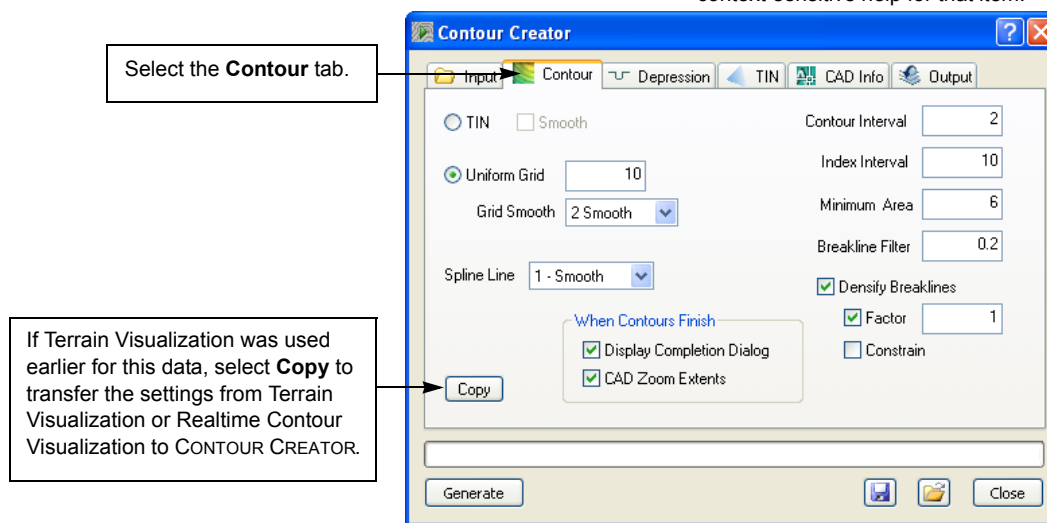 context-sensitive help for that item.
Contour Creator
Select the Contour tab.
Input Contour Depression TIN CAD Info Output
TIN Smooth
Contour Interval 2
Uniform Grid 10
Index Interval 10
Grid Smooth 2 Smooth
Minimum Area 6
Breakline Filter 0.2
Spline Line 1 - Smooth
Densify Breaklines
Factor 1
Constrain
When Contours Finish
Display Completion Dialog
CAD Zoom Extents
Copy
If Terrain Visualization was used
earlier for this data, select Copy to
transfer the settings from Terrain
Visualization or Realtime Contour
Visualization to CONTOUR CREATOR.
Generate
Close